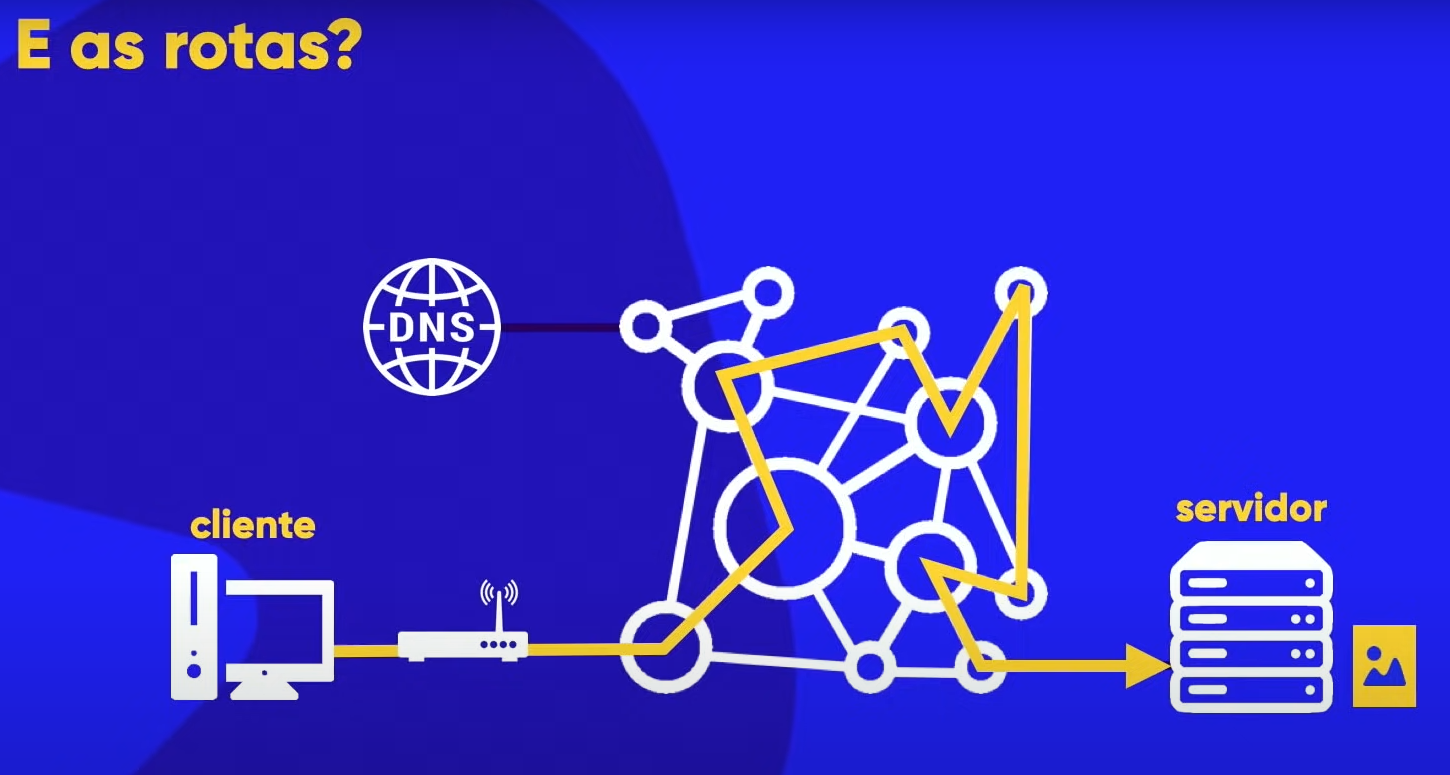 E as rotas?
DNS
cliente
servidor